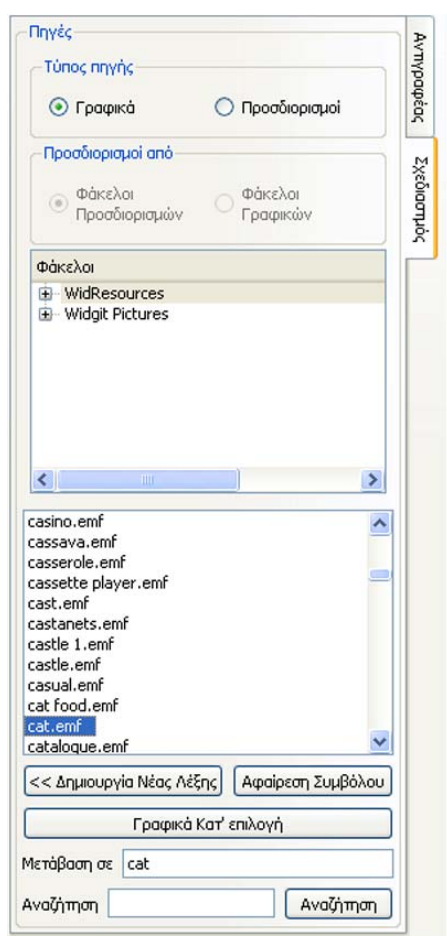 Πηγές
Τύπος πηγής
Γραφικά Προσδιορισμοί
Προσδιορισμοί από
Φάκελοι Προσδιορισμών
Φάκελοι Γραφικών
Φάκελοι
WidResources
Widgit Pictures
casino.emf
cassava.emf
casserole.emf
cassette player.emf
cast.emf
castanets.emf
castle 1.emf
castle.emf
casual.emf
cat food.emf
cat.emf
catalogue.emf
<< Δημιουργία Νέας Λέξης Αφαίρεση Συμβόλου
Γραφικά Κατ' επιλογή
Μετάβαση σε cat
Αναζήτηση Αναζήτηση
Αντιγραφέας
Σχεδιασμός